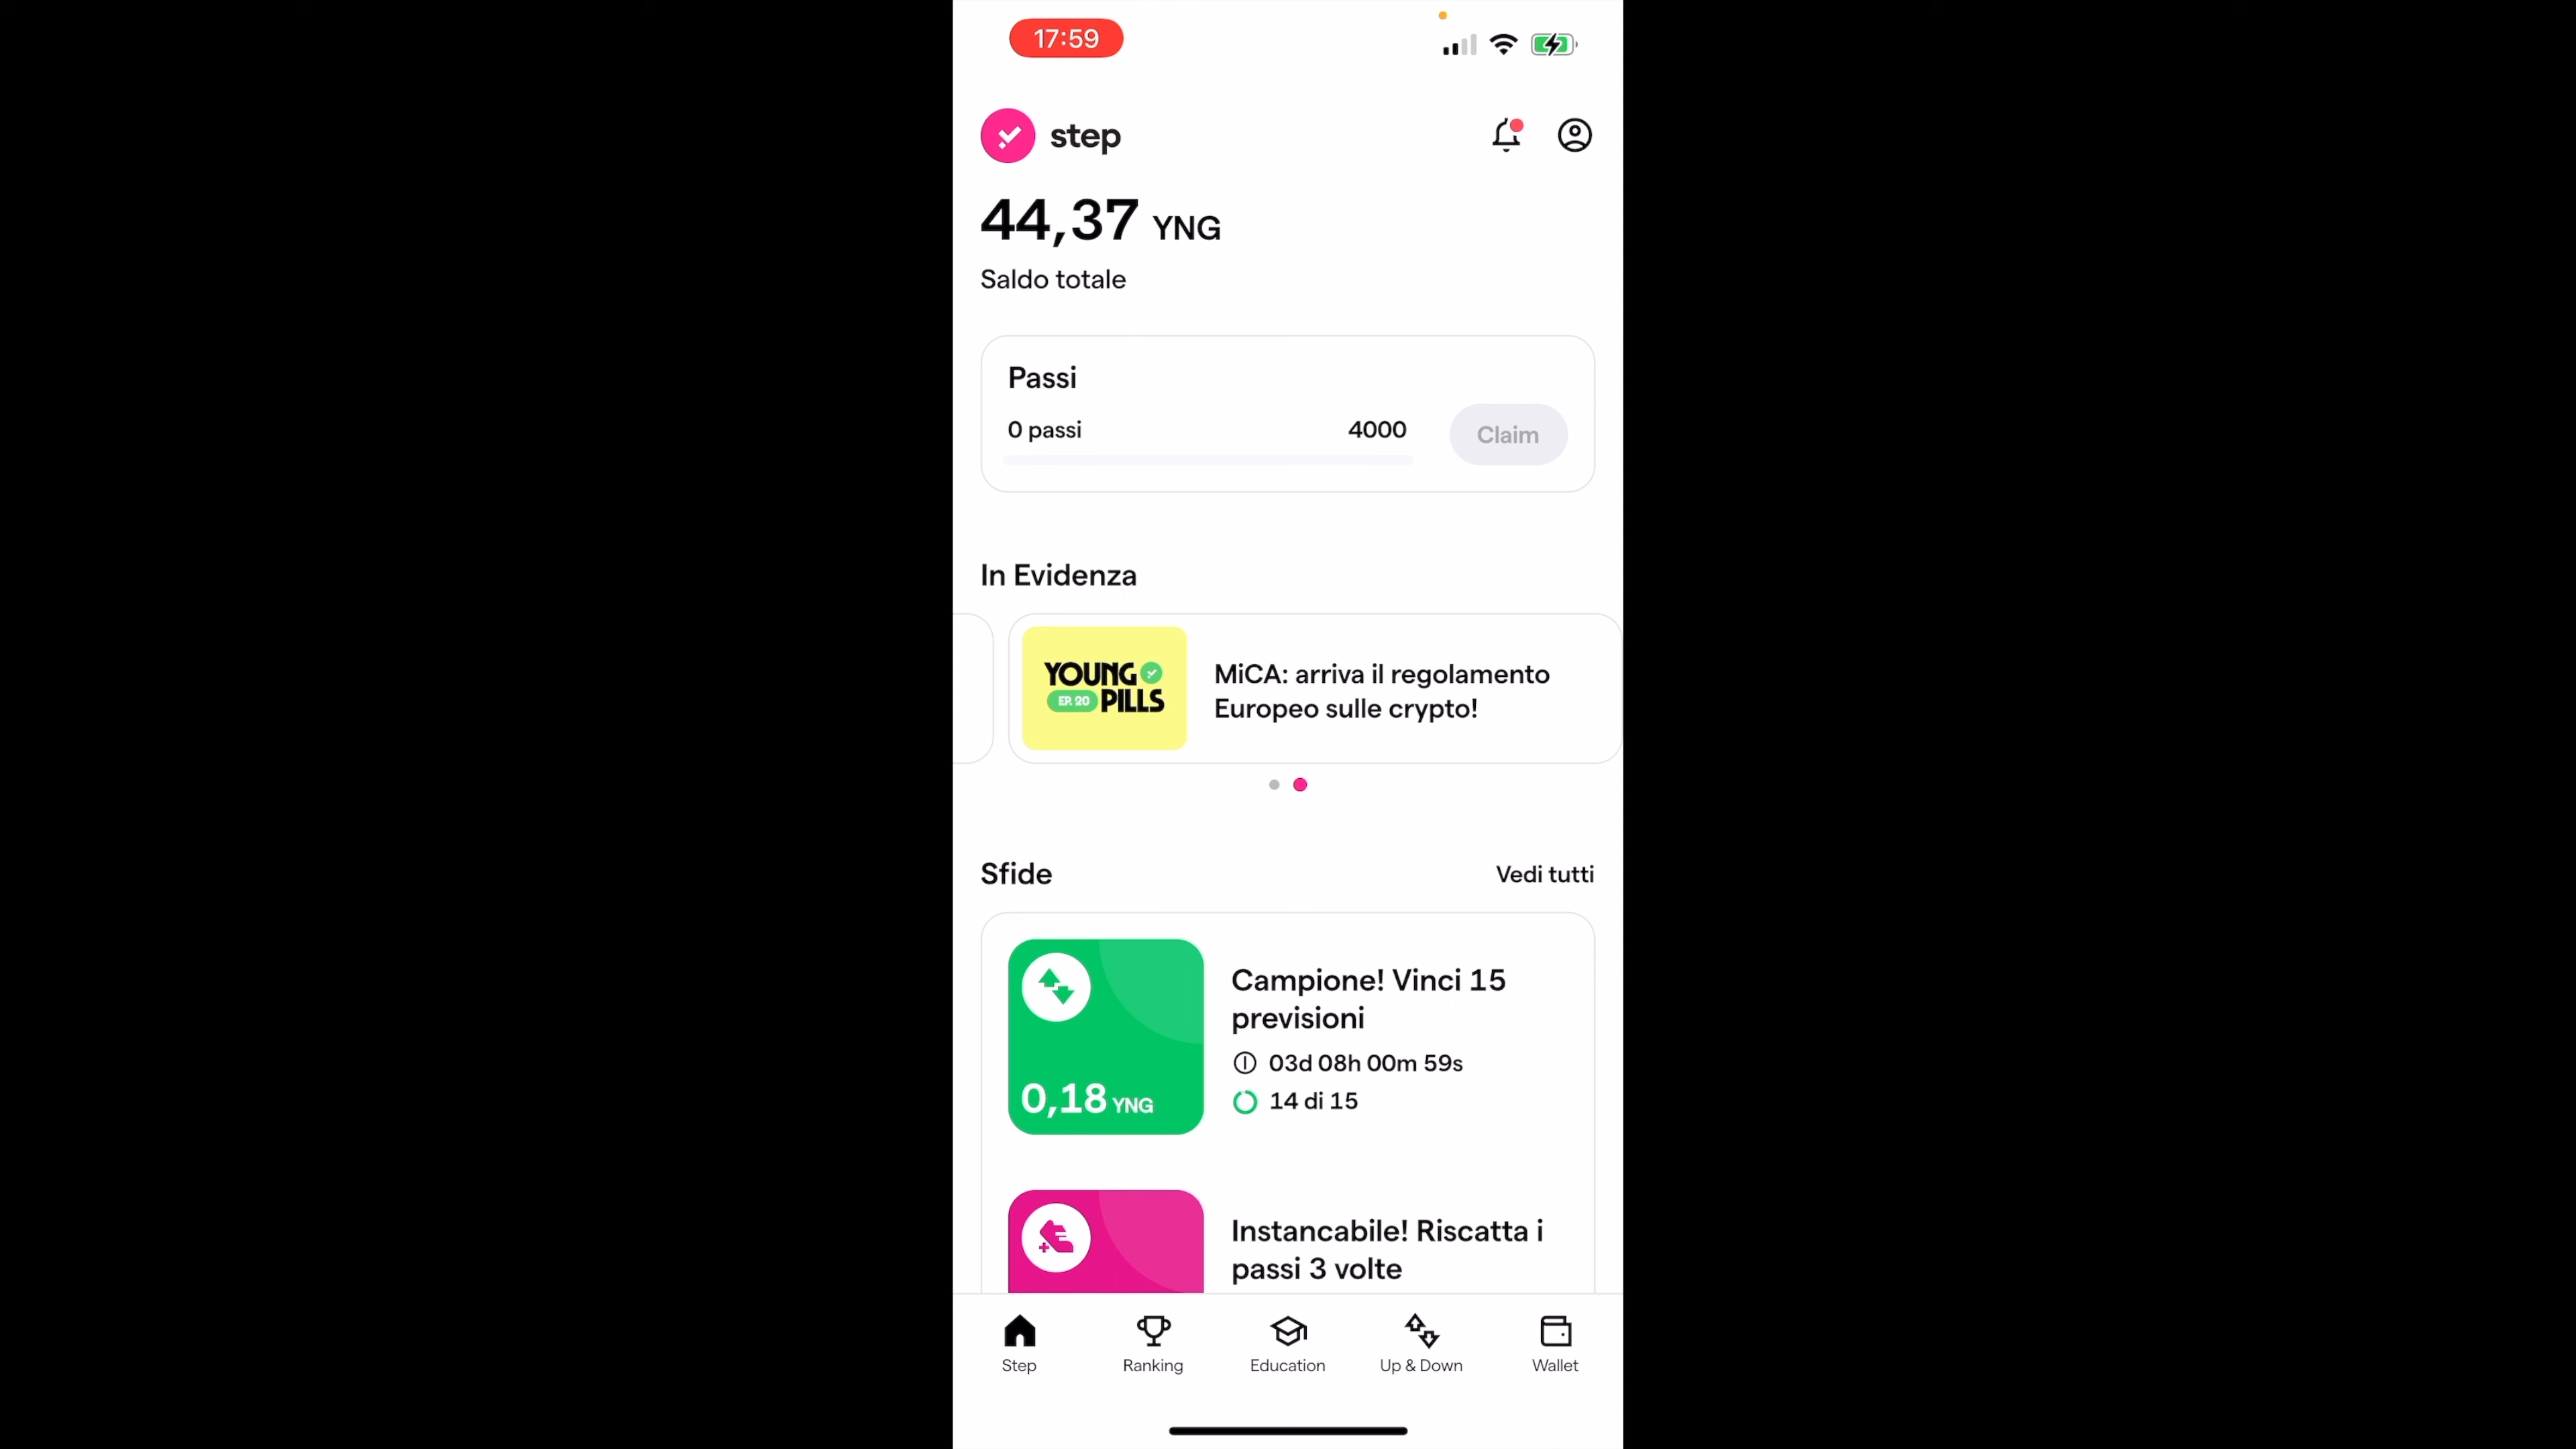 17:59
step
44,37 YNG
Saldo totale
Passi
0 passi 4000
Claim
In Evidenza
YOUNG
EP. 20 PILLS
MiCA: arriva il regolamento
Europeo sulle crypto!
Sfide Vedi tutti
0,18 YNG
Campione! Vinci 15
previsioni
03d 08h 00m 59s
14 di 15
Instancabile! Riscatta i
passi 3 volte
Step Ranking Education Up & Down Wallet